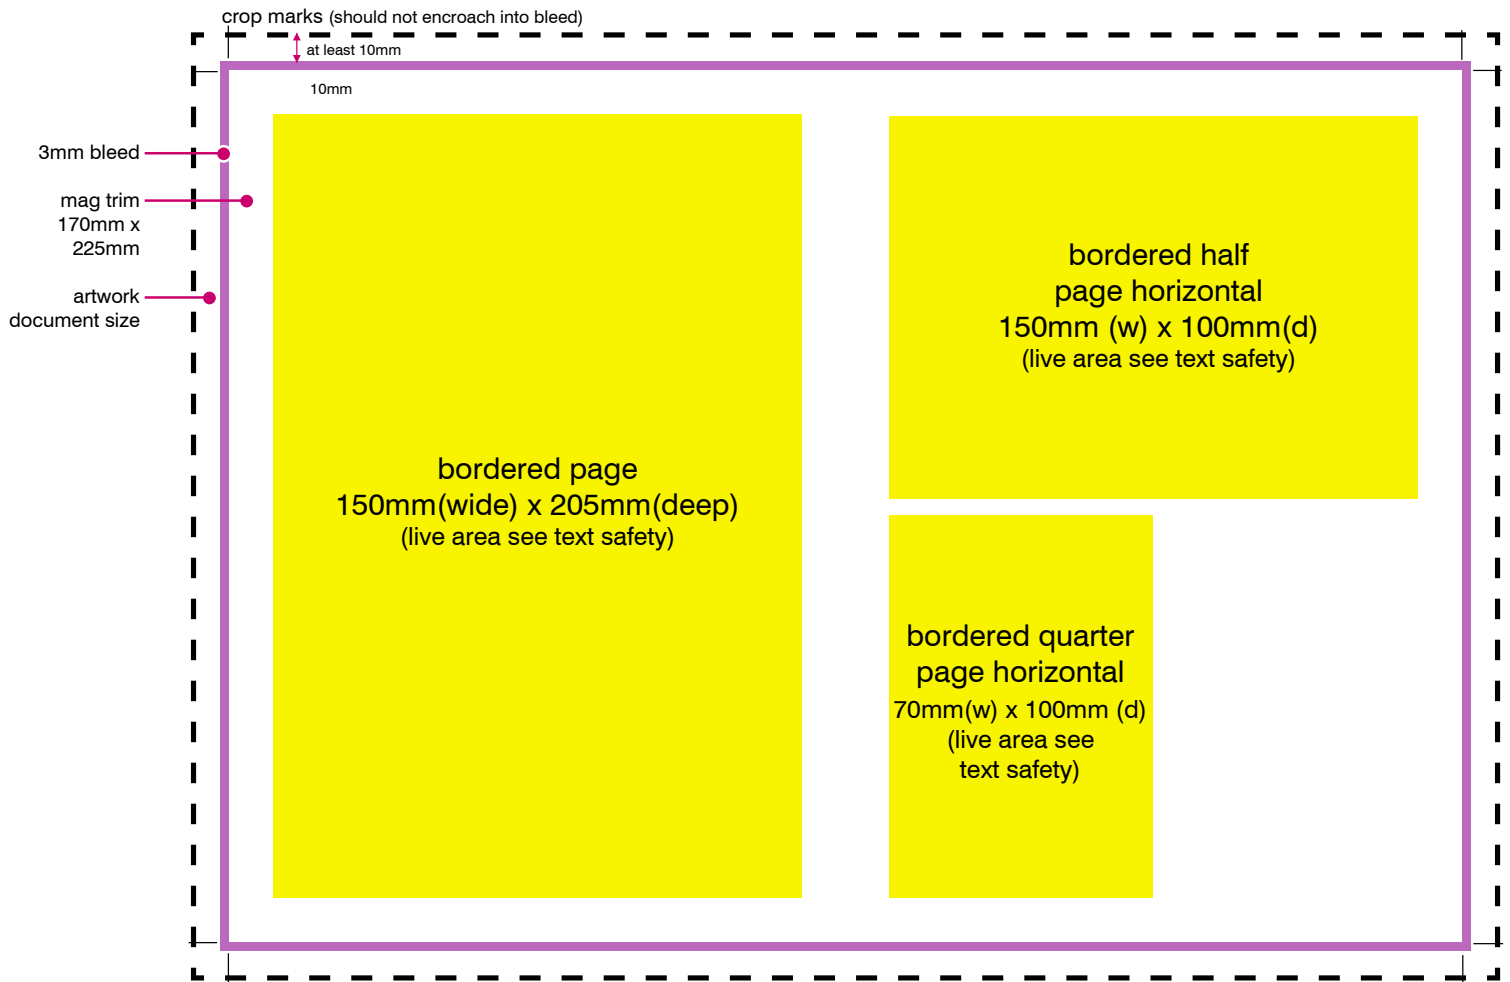 crop marks (should not encroach into bleed)
at least 10mm
10mm
3mm bleed
mag trim
170mm x
225mm
artwork
document size
bordered page
150mm(wide) x 205mm(deep)
(live area see text safety)
bordered half
page horizontal
150mm (w) x 100mm(d)
(live area see text safety)
bordered quarter
page horizontal
70mm(w) x 100mm (d)
(live area see
text safety)